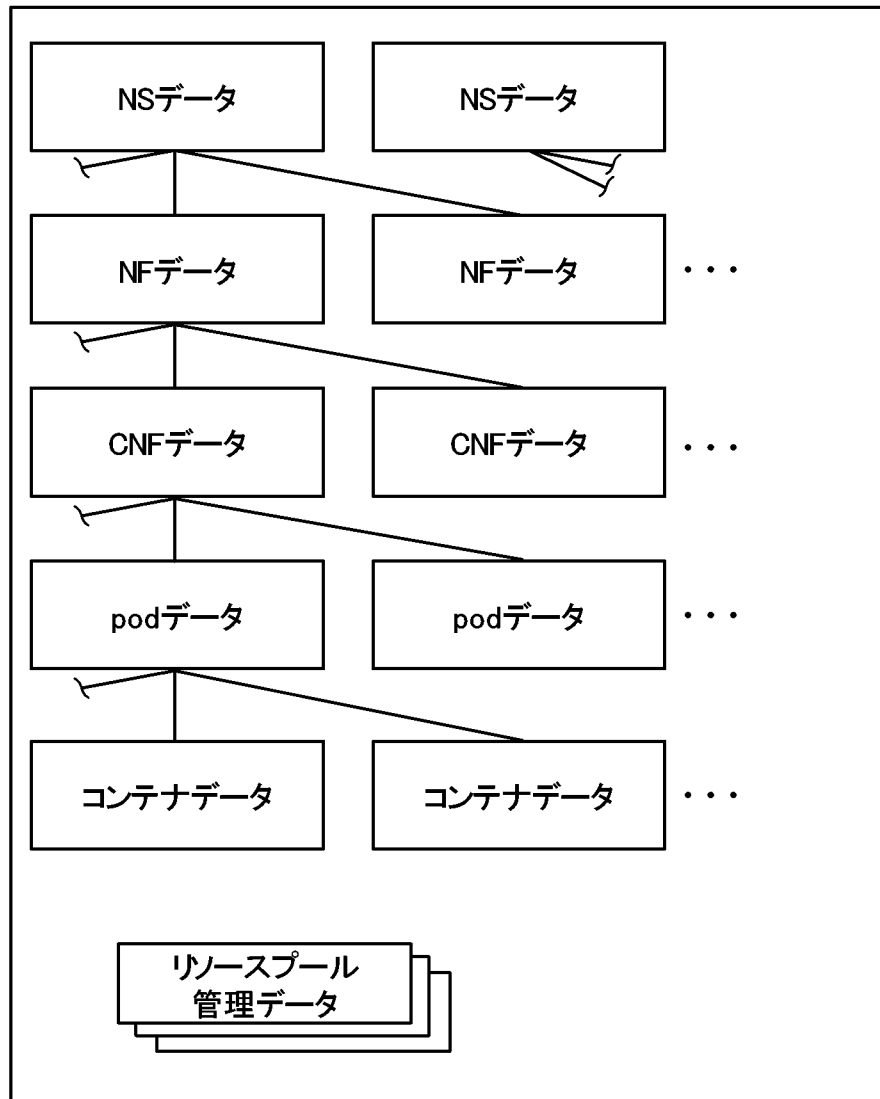 NSデータ
NSデータ
NFデータ
NFデータ
・・・
CNFデータ
CNFデータ
・・・
podデータ
podデータ
・・・
コンテナデータ
コンテナデータ
・・・
リソースプール
管理データ